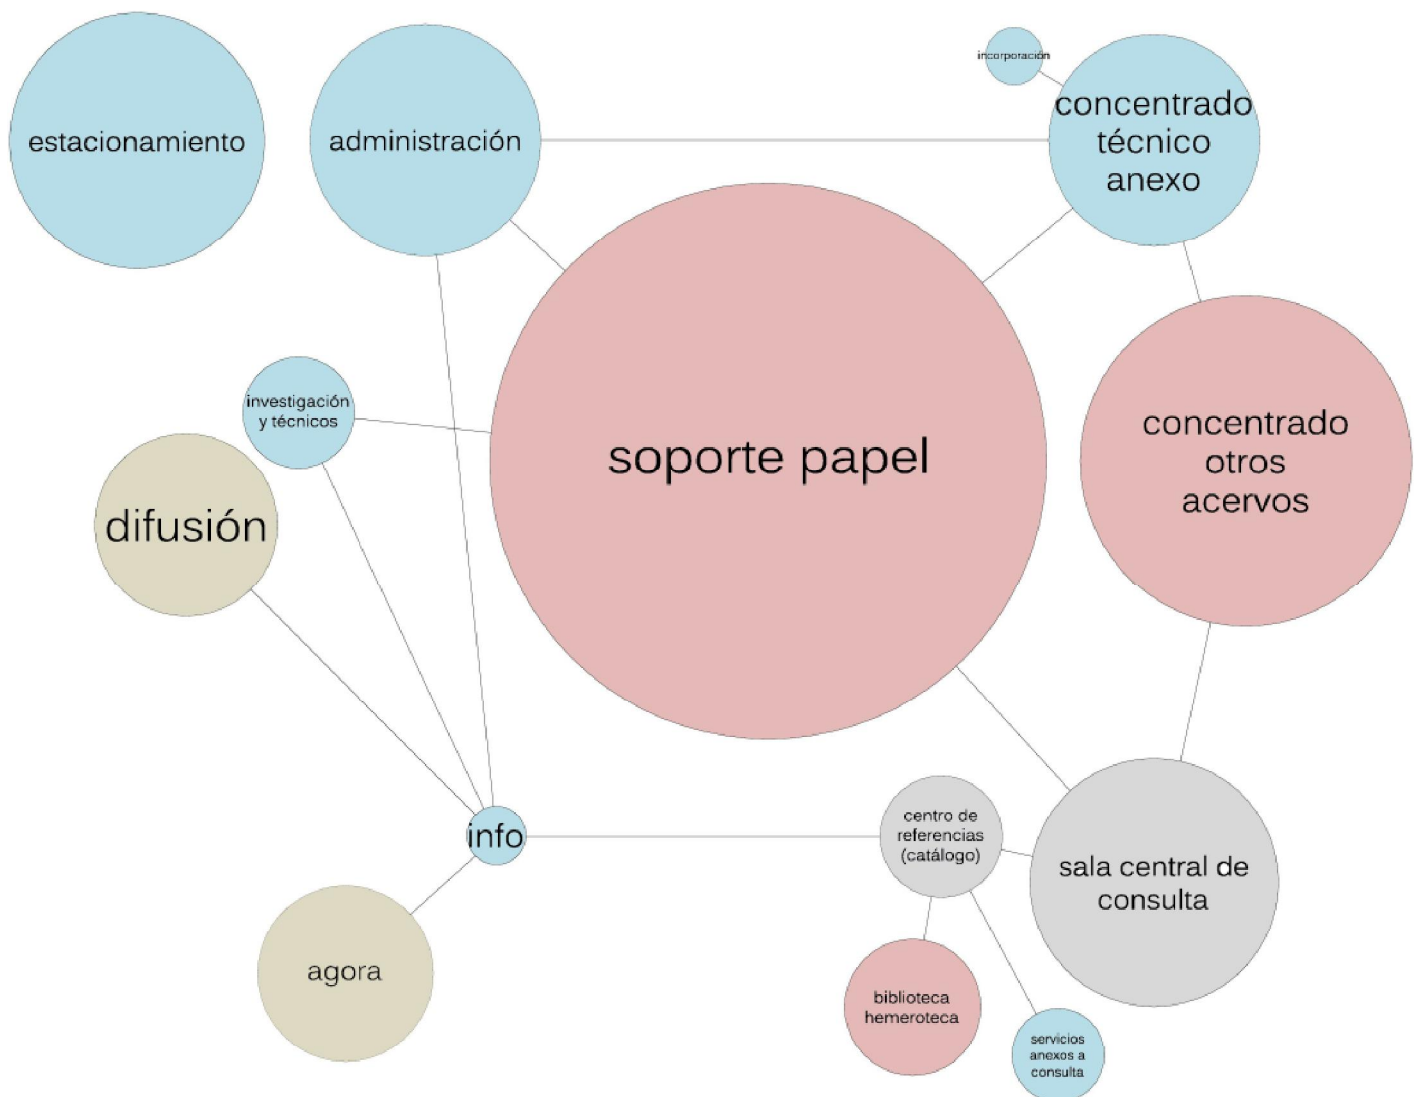 incorporación
estacionamiento
administración
concentrado
técnico
anexo
investigación
y técnicos
soporte papel
concentrado
otros
acervos
difusión
info
centro de
referencias
(catálogo)
sala central de
consulta
agora
biblioteca
hemeroteca
servicios
anexos a
consulta